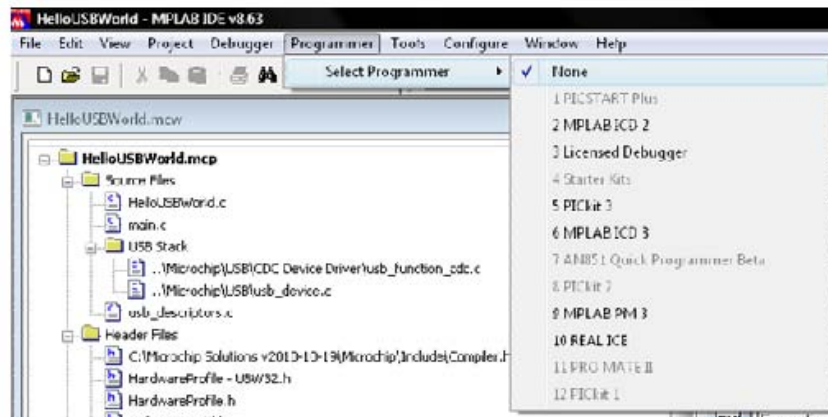 HelloUSBWorld - MPLAB IDE v8.63
File Edit View Project Debugger Programmer Tools Configure Window Help
Select Programmer
None
1 PICSTART Plus
2 MPLAB ICD 2
3 Licensed Debugger
4 Starter Kits
5 PICkit 3
6 MPLAB ICD 3
7 AN851 Quick Programmer Beta
8 PICkit 2
9 MPLAB PM 3
10 REAL ICE
11 PRO MATE II
12 PICkit 1
HelloUSBWorld.mcw
HelloUSBWorld.mcp
Source Files
HelloUSBWorld.c
main.c
USB Stack
..\Microchip\USB\CDC Device Driver\usb_function_cdc.c
..\Microchip\USB\usb_device.c
usb_descriptors.c
Header Files
C:\Microchip Solutions v2010-10-19\Microchip\Include\Compiler.h
HardwareProfile - UBW32.h
HardwareProfile.h